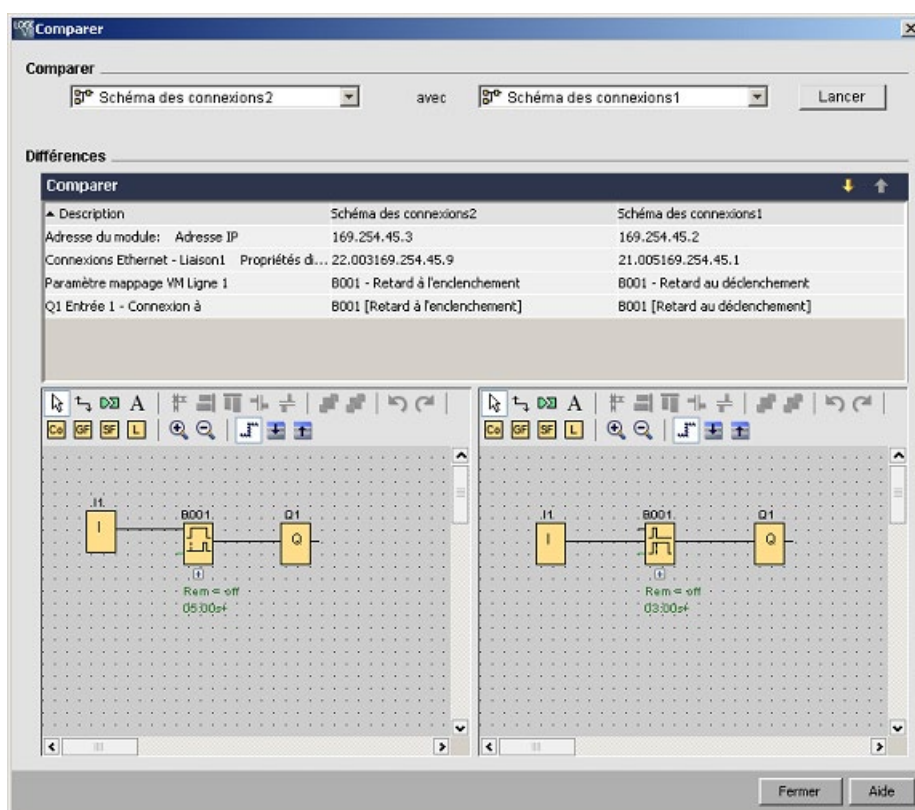 LOGO Comparer
Comparer
Schéma des connexions2 avec Schéma des connexions1 Lancer
Différences
Comparer
Description Schéma des connexions2 Schéma des connexions1
Adresse du module: Adresse IP 169.254.45.3 169.254.45.2
Connexions Ethernet - Liaison1 Propriétés di... 22.003169.254.45.9 21.005169.254.45.1
Paramètre mappage VM Ligne 1 B001 - Retard à l'enclenchement B001 - Retard au déclenchement
Q1 Entrée 1 - Connexion à B001 [Retard à l'enclenchement] B001 [Retard au déclenchement]
A A
Co GF SF L Co GF SF L
I1 B001 Q1 I1 B001 Q1
I Q I Q
Rem = off Rem = off
05:00s+ 03:00s+
Fermer Aide